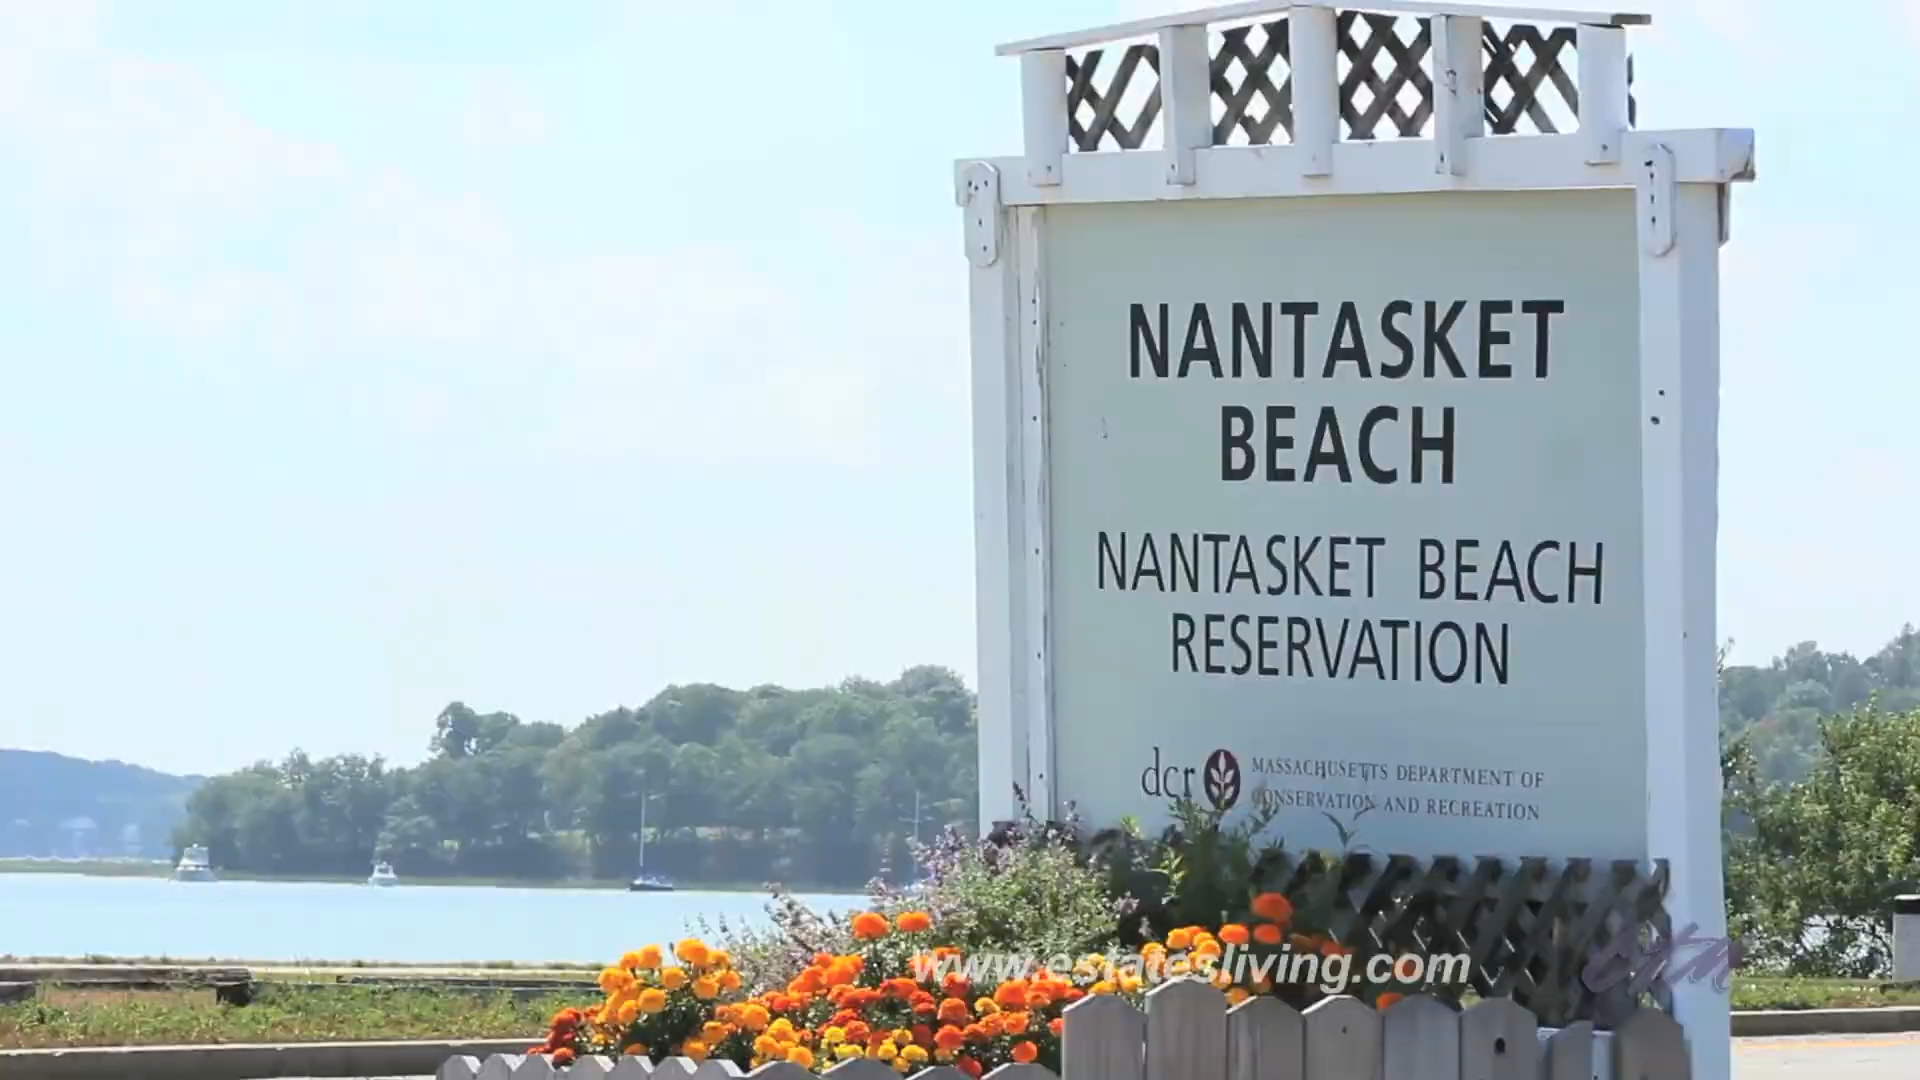 NANTASKET
BEACH
NANTASKET BEACH
RESERVATION
dcr MASSACHUSETTS DEPARTMENT OF
CONSERVATION AND RECREATION
www.estatesliving.com